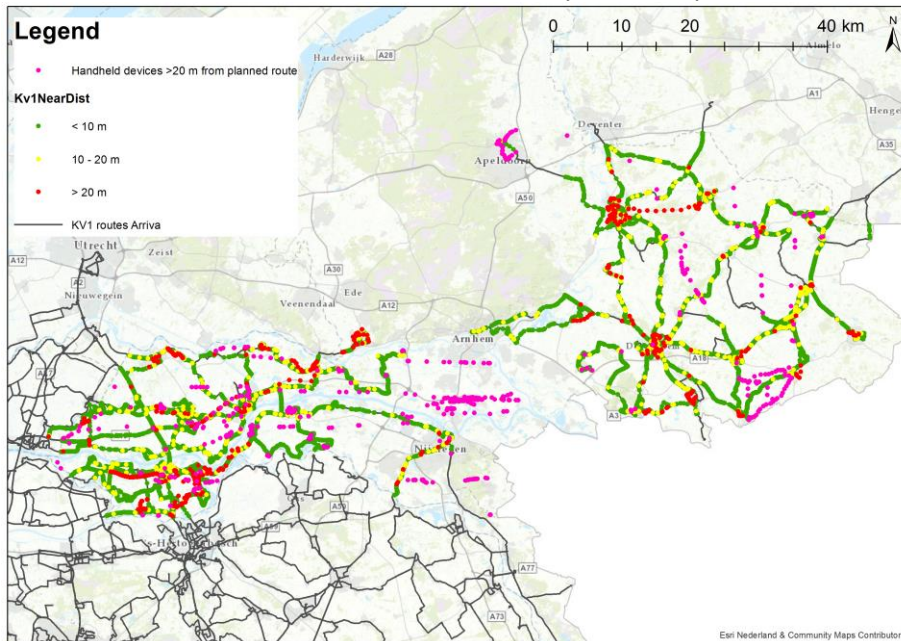 Legend
Handheld devices >20 m from planned route
Kv1NearDist
< 10 m
10 - 20 m
> 20 m
KV1 routes Arriva
0 10 20 40 km
N
Harderwijk
A28
Almelo
A1
Deventer
Henge
A35
Apeldoorn
A50
Utrecht
Zeist
A12
A2
Nieuwegein
A30
Ede
Veenendaal
A12
Arnhem
A18
A3
Nijmegen
A77
A73
Esri Nederland & Community Maps Contributor